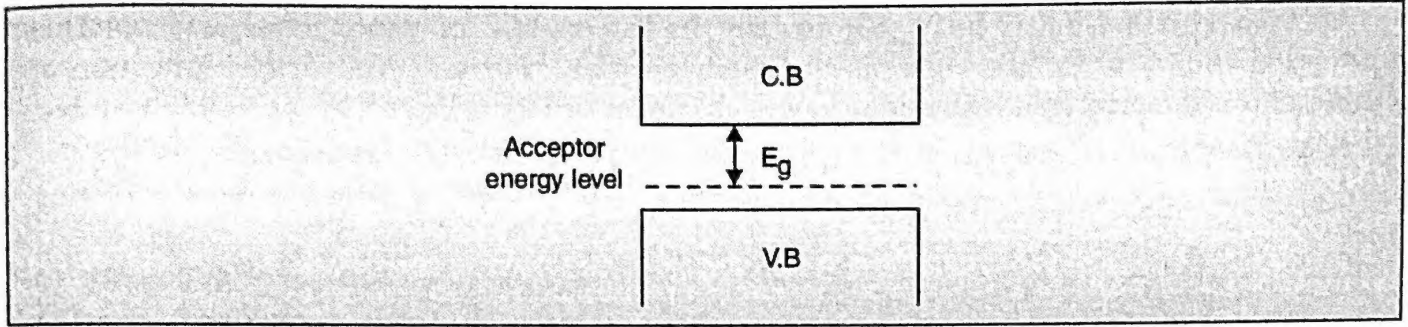 C.B
Acceptor
energy level
E_g
V.B